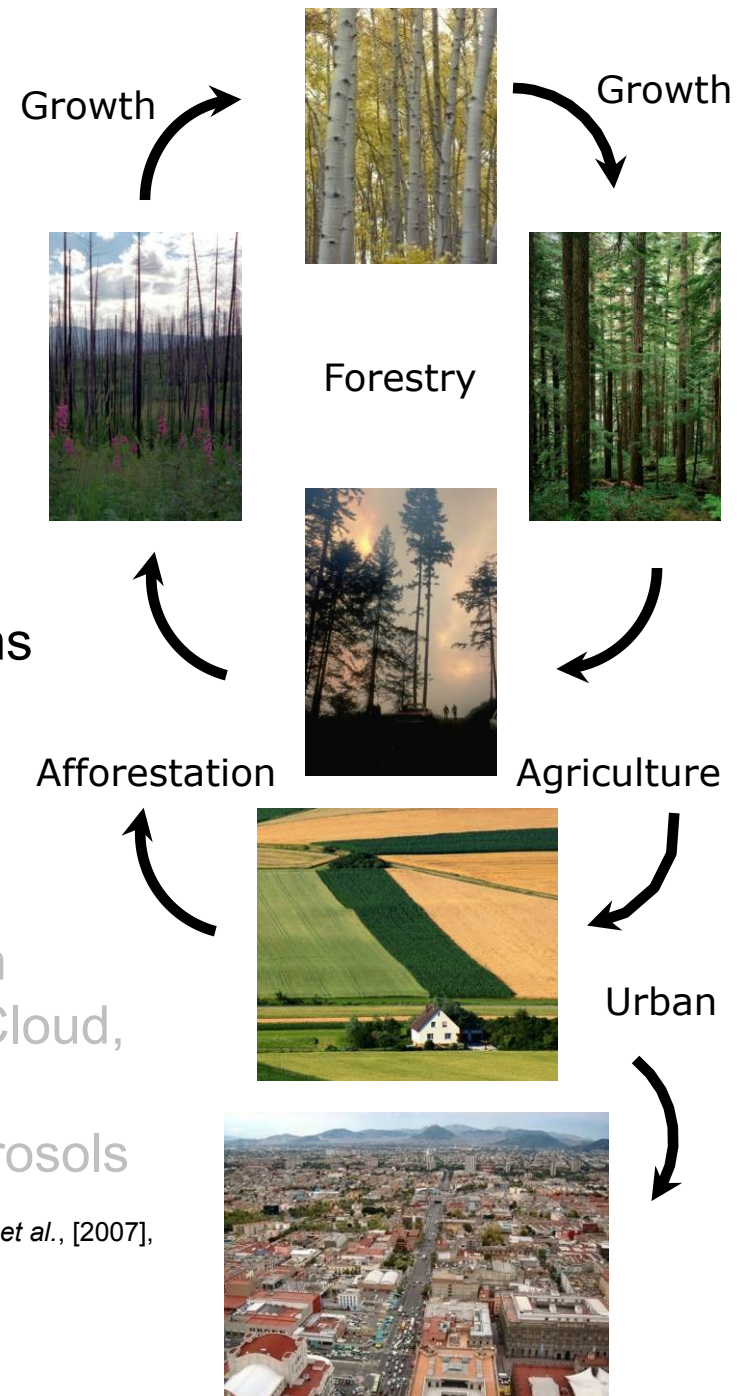 Growth
Growth
Forestry
Afforestation
Agriculture
Cloud,
Urban
rosols
et al., [2007],